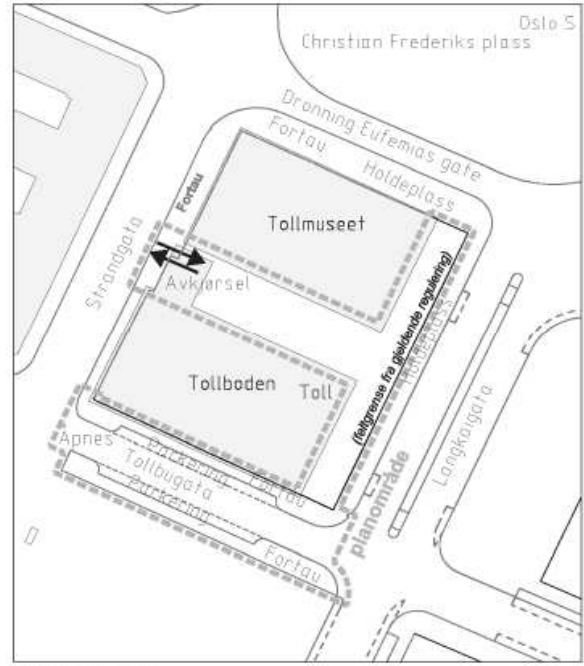 Oslo S
Christian Frederiks plass
Dronning Eufemias gate
Fortau
Holdeplass
Fortau
Tollmuseet
Strandgata
Avkjørsel
(feltgrense fra gjeldende regulering)
Holdeplass
Tollboden
Toll
Langkaigata
Åpnes
Parkering
Tollbugata
Fortau
Parkering
planområde
Fortau